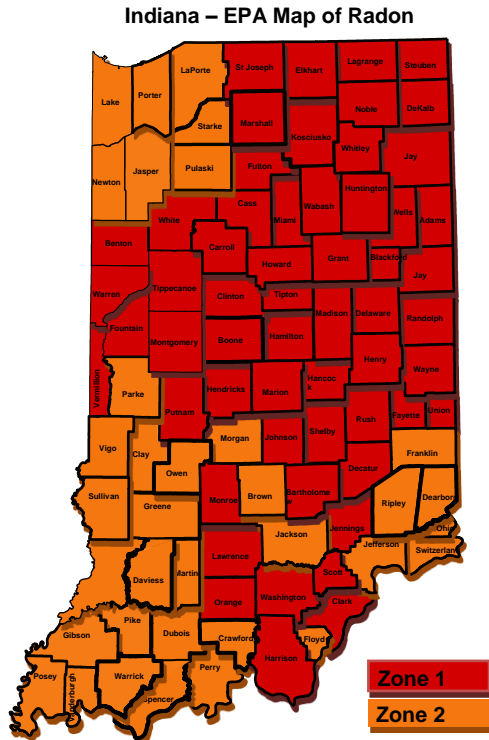 Indiana – EPA Map of Radon
LaPorte
St Joseph
Elkhart
Lagrange
Steuben
Lake
Porter
Noble
DeKalb
Starke
Marshall
Kosciusko
Whitley
Jay
Newton
Jasper
Pulaski
Fulton
Huntington
Cass
Wabash
White
Miami
Wells
Adams
Benton
Carroll
Howard
Grant
Blackford
Jay
Warren
Tippecanoe
Clinton
Tipton
Madison
Delaware
Randolph
Fountain
Montgomery
Boone
Hamilton
Henry
Wayne
Vermillion
Parke
Putnam
Hendricks
Marion
Hancoc
k
Rush
Fayette
Union
Vigo
Clay
Morgan
Johnson
Shelby
Franklin
Owen
Decatur
Sullivan
Greene
Monroe
Brown
Bartholome
w
Ripley
Dearborn
Jennings
Ohio
Jackson
Jefferson
Switzerland
Lawrence
Daviess
Martin
Scott
Orange
Washington
Clark
Gibson
Pike
Dubois
Crawford
Floyd
Harrison
Posey
Vanderburgh
Warrick
Spencer
Perry
Zone 1
Zone 2